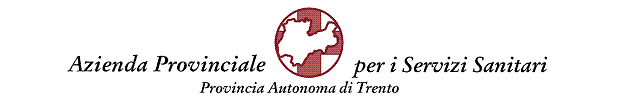 Azienda Provinciale per i Servizi Sanitari
Provincia Autonoma di Trento